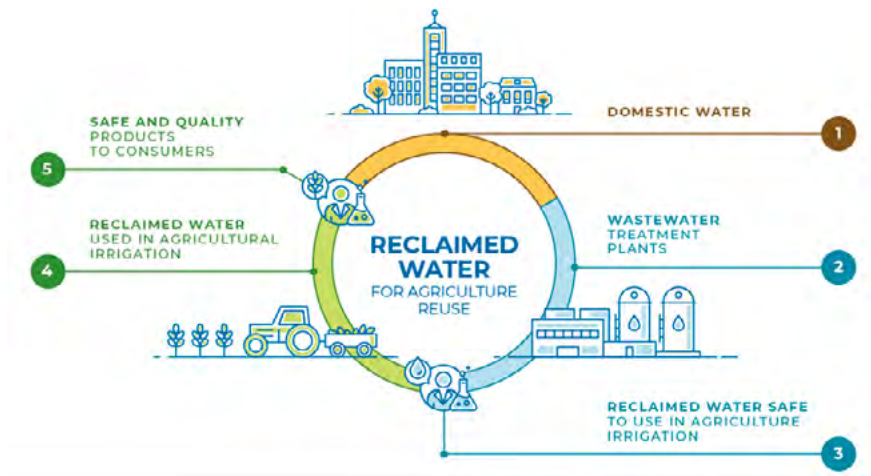 DOMESTIC WATER
1
WASTEWATER
TREATMENT
PLANTS
2
RECLAIMED WATER SAFE
TO USE IN AGRICULTURE
IRRIGATION
3
RECLAIMED WATER
USED IN AGRICULTURAL
IRRIGATION
4
SAFE AND QUALITY
PRODUCTS
TO CONSUMERS
5
RECLAIMED
WATER
FOR AGRICULTURE
REUSE